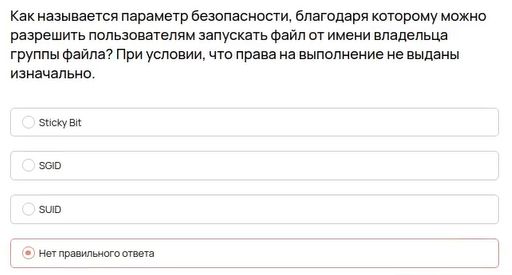 Как называется параметр безопасности, благодаря которому можно
разрешить пользователям запускать файл от имени владельца
группы файла? При условии, что права на выполнение не выданы
изначально.
Sticky Bit
SGID
SUID
Нет правильного ответа